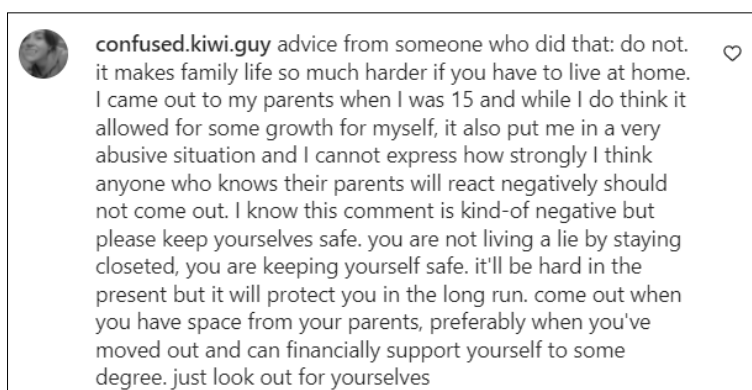 confused.kiwi.guy advice from someone who did that: do not.
it makes family life so much harder if you have to live at home.
I came out to my parents when I was 15 and while I do think it
allowed for some growth for myself, it also put me in a very
abusive situation and I cannot express how strongly I think
anyone who knows their parents will react negatively should
not come out. I know this comment is kind-of negative but
please keep yourselves safe. you are not living a lie by staying
closeted, you are keeping yourself safe. it'll be hard in the
present but it will protect you in the long run. come out when
you have space from your parents, preferably when you've
moved out and can financially support yourself to some
degree. just look out for yourselves